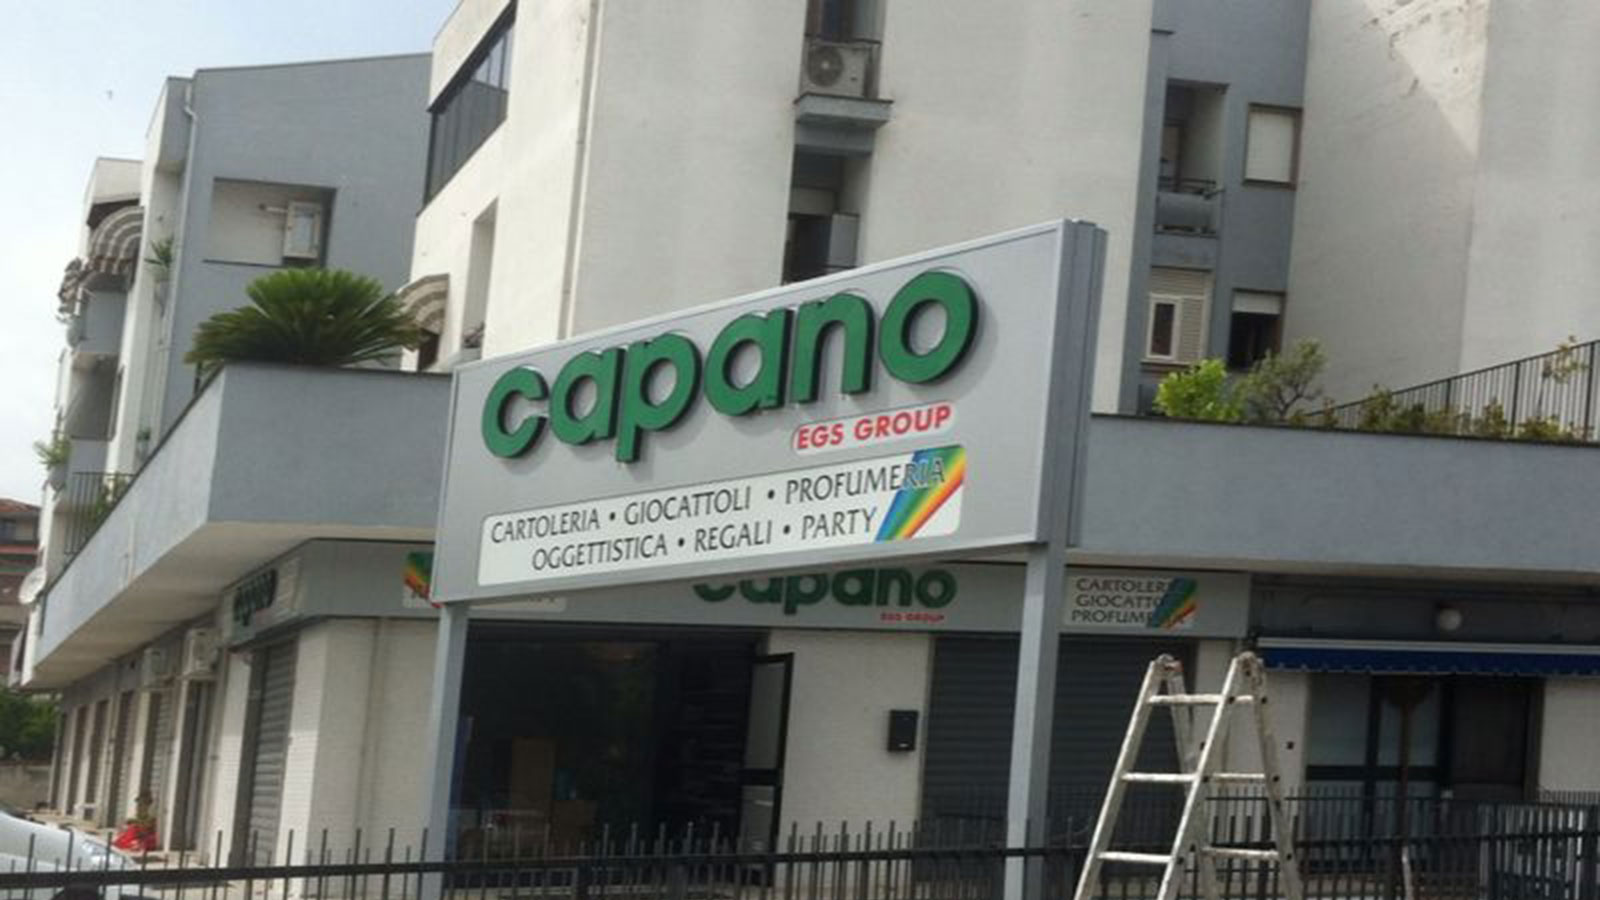 capano
EGS GROUP
CARTOLERIA • GIOCATTOLI • PROFUMERIA
OGGETTISTICA • REGALI • PARTY
capano
capano
EGS GROUP